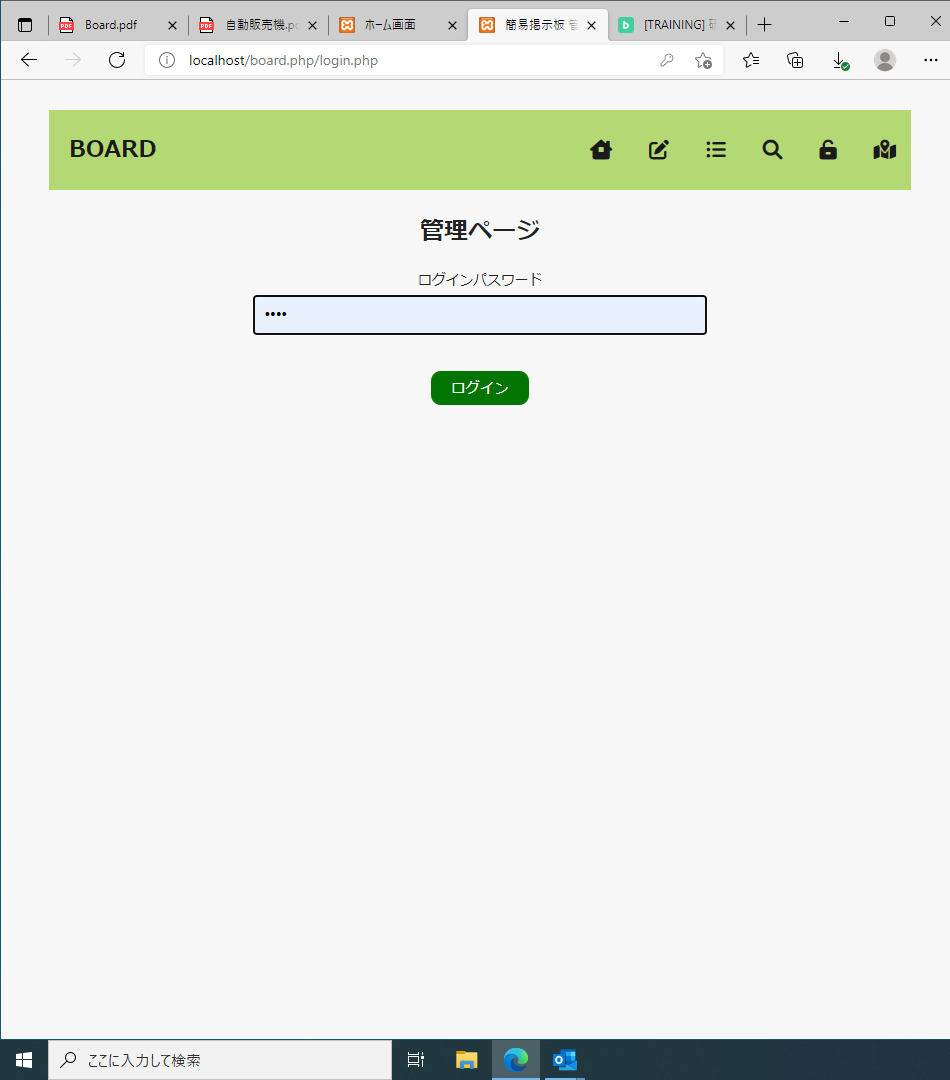 Board.pdf
自動販売機.pd
ホーム画面
簡易掲示板 管
[TRAINING] 研
localhost/board.php/login.php
BOARD
管理ページ
ログインパスワード
••••
ログイン
ここに入力して検索